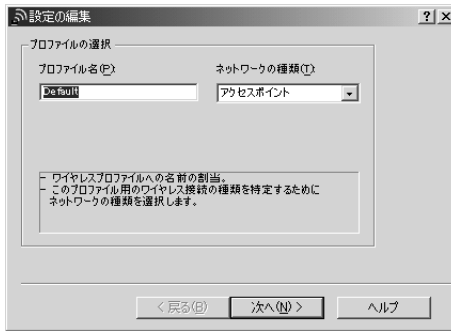 設定の編集
プロファイルの選択
プロファイル名(P):
ネットワークの種類(T):
Default
アクセスポイント
- ワイヤレスプロファイルへの名前の割当。
- このプロファイル用のワイヤレス接続の種類を特定するために
ネットワークの種類を選択します。
< 戻る(B)
次へ(N) >
ヘルプ